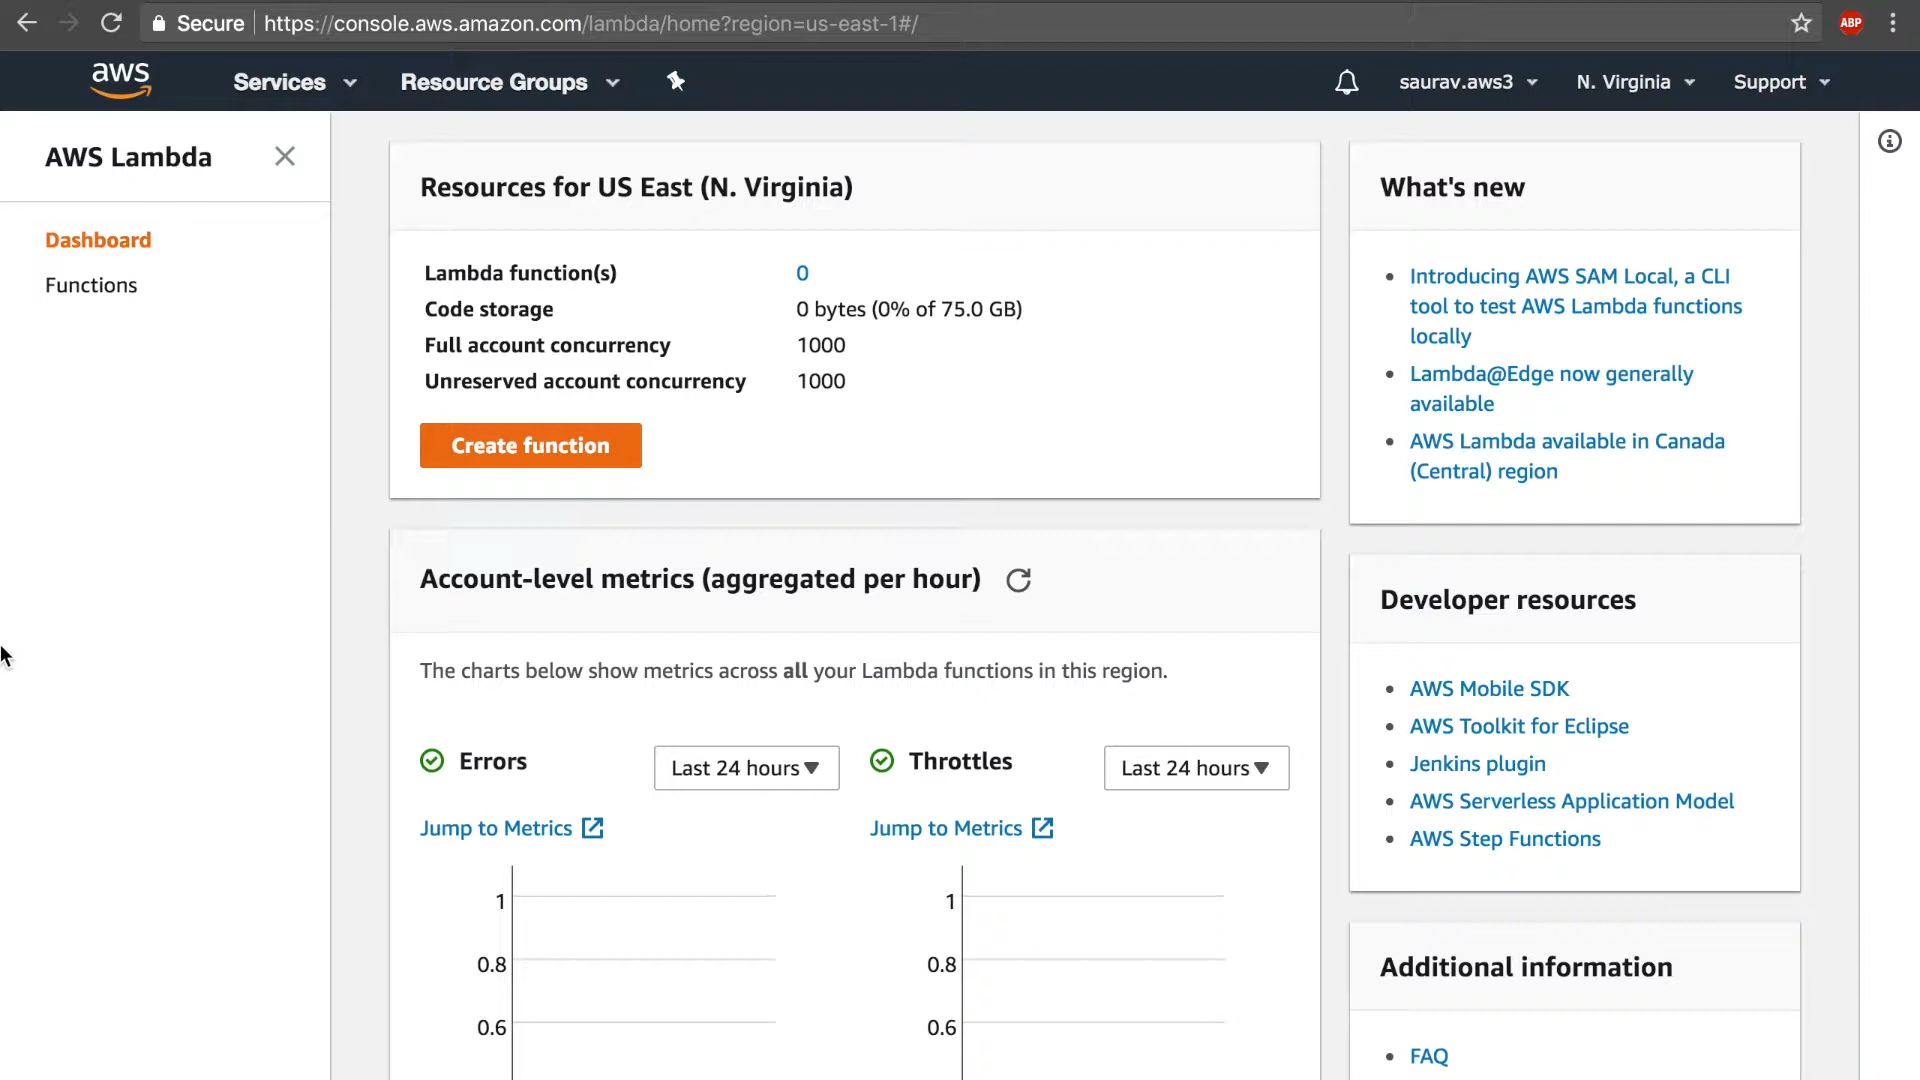 Secure https://console.aws.amazon.com/lambda/home?region=us-east-1#/
ABP
aws Services Resource Groups saurav.aws3 N. Virginia Support
AWS Lambda
Dashboard
Functions
Resources for US East (N. Virginia)
Lambda function(s) 0
Code storage 0 bytes (0% of 75.0 GB)
Full account concurrency 1000
Unreserved account concurrency 1000
Create function
Account-level metrics (aggregated per hour)
The charts below show metrics across all your Lambda functions in this region.
Errors Last 24 hours
Jump to Metrics
1
0.8
0.6
Throttles Last 24 hours
Jump to Metrics
1
0.8
0.6
What's new
Introducing AWS SAM Local, a CLI
tool to test AWS Lambda functions
locally
Lambda@Edge now generally
available
AWS Lambda available in Canada
(Central) region
Developer resources
AWS Mobile SDK
AWS Toolkit for Eclipse
Jenkins plugin
AWS Serverless Application Model
AWS Step Functions
Additional information
FAQ